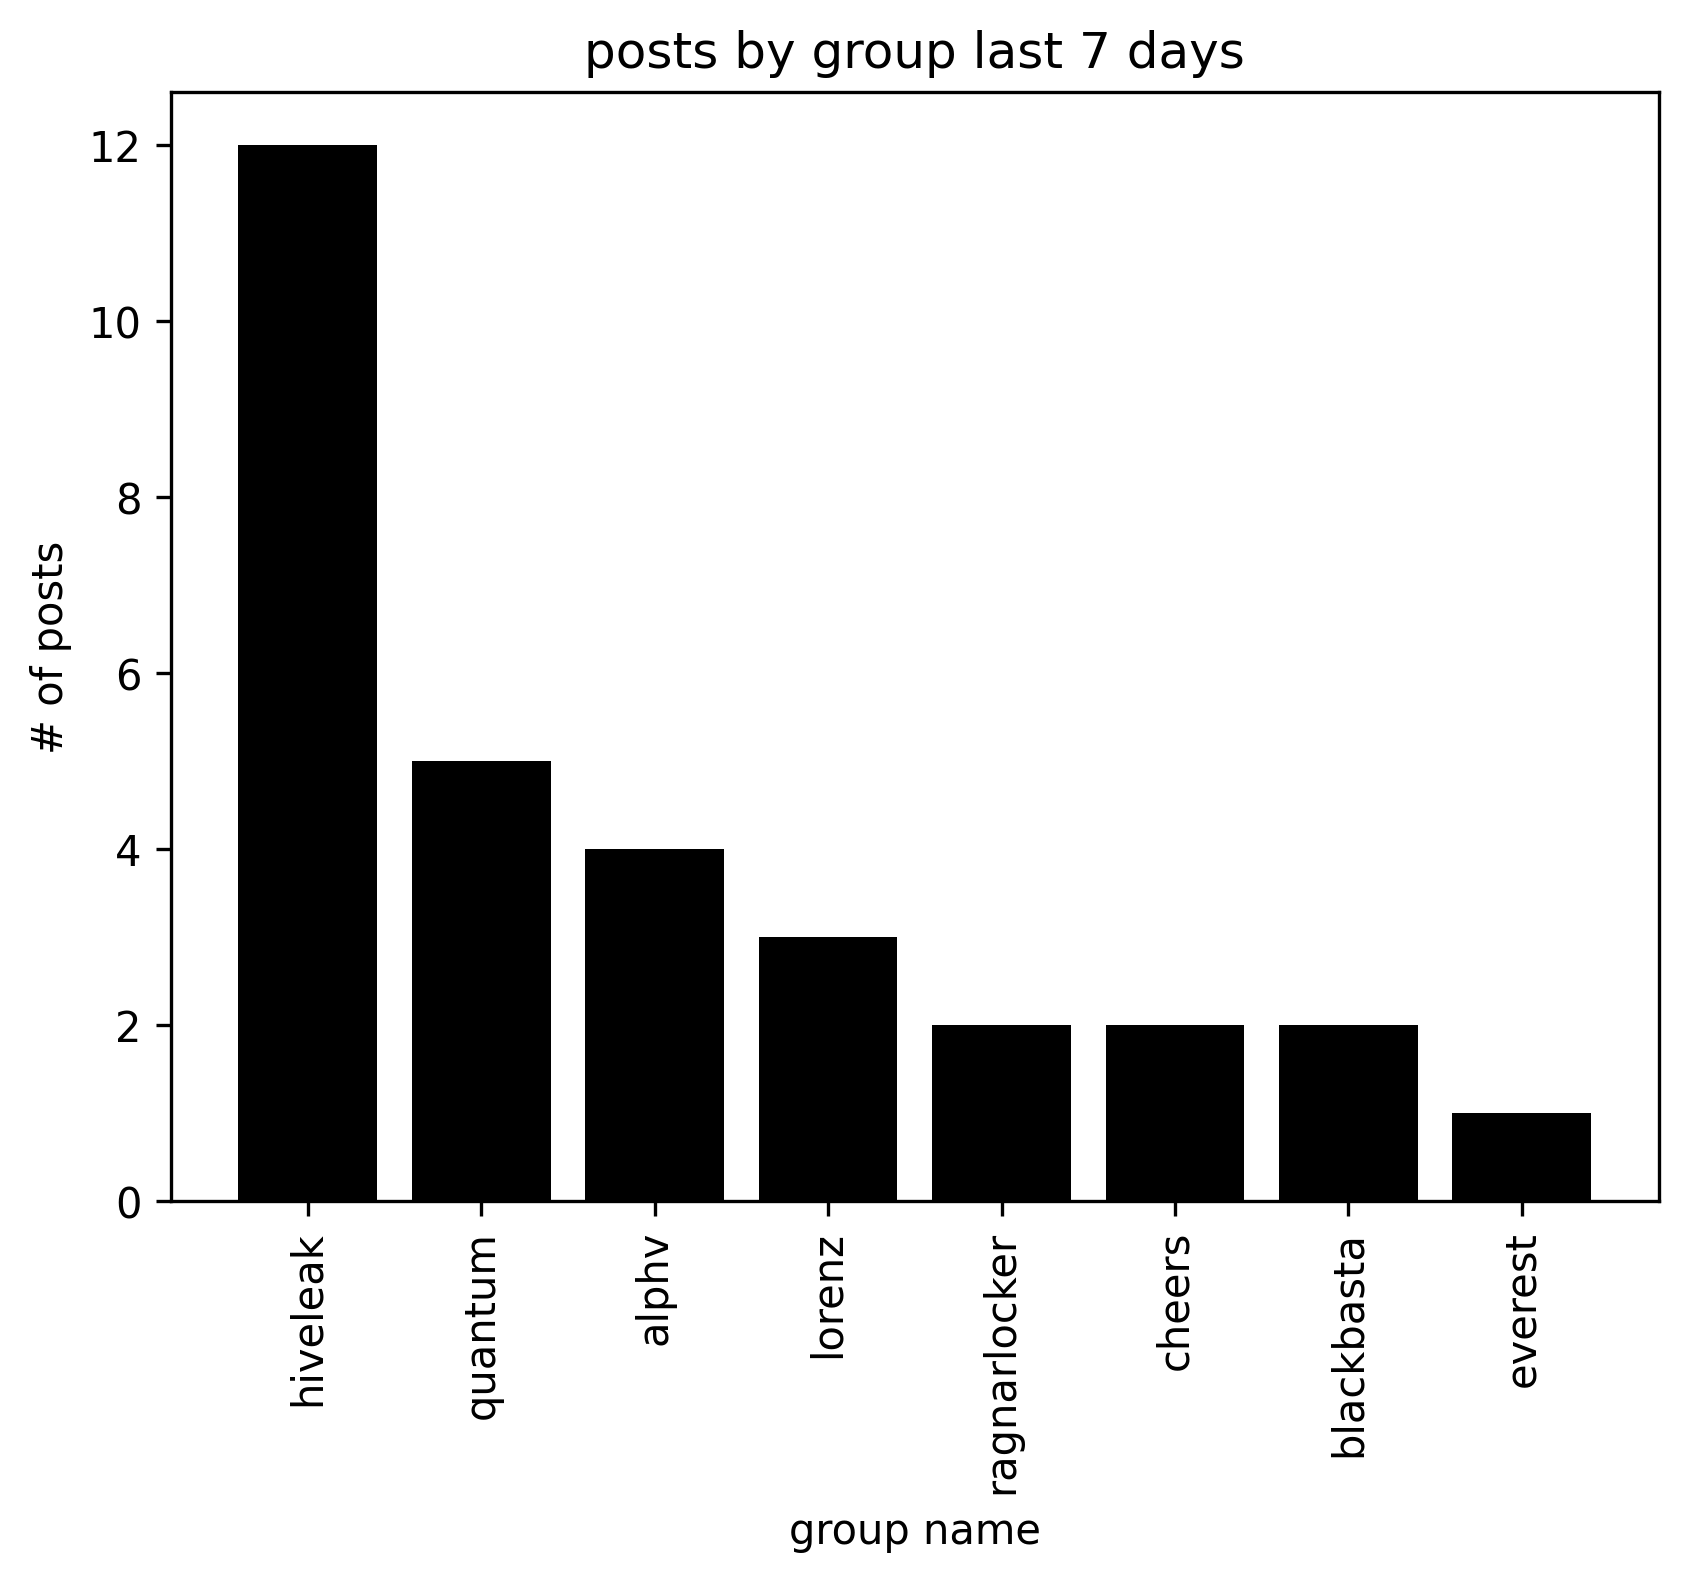 posts by group last 7 days
12
10
8
6
4
2
0
# of posts
hiveleak
quantum
alphv
lorenz
ragnarlocker
cheers
blackbasta
everest
group name